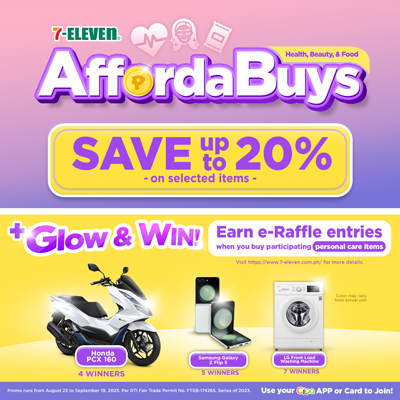 7-ELEVEN.
Health, Beauty, & Food
AffordaBuys
SAVE up to 20%
- on selected items -
+ Glow & WIN!
Earn e-Raffle entries
when you buy participating personal care items
Visit https://www.7-eleven.com.ph/ for more details.
Color may vary
from actual unit
Honda
PCX 160
4 WINNERS
Samsung Galaxy
Z Flip 5
5 WINNERS
LG Front Load
Washing Machine
7 WINNERS
Promo runs from August 23 to September 19, 2023. Per DTI Fair Trade Permit No. FTEB-174263, Series of 2023.
Use your CLiQQ APP or Card to Join!